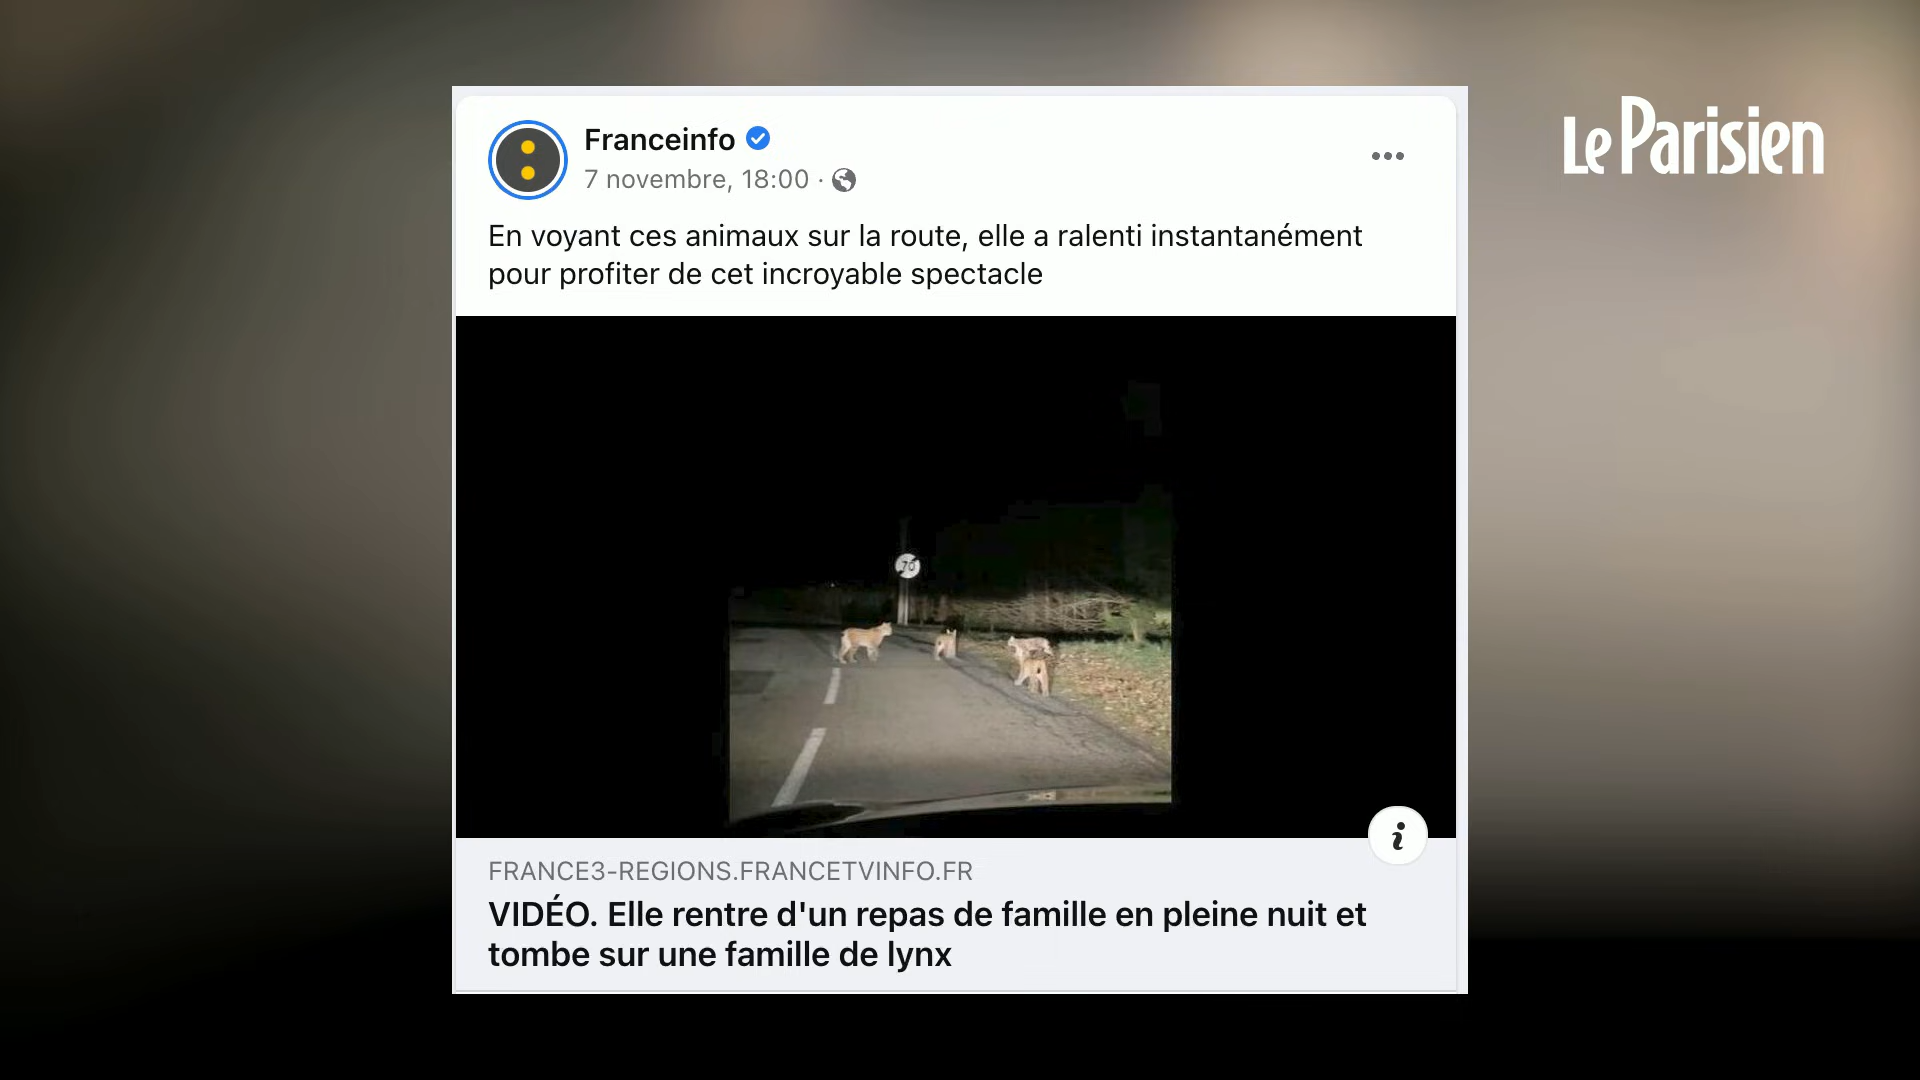 Franceinfo
7 novembre, 18:00 ·
Le Parisien
En voyant ces animaux sur la route, elle a ralenti instantanément
pour profiter de cet incroyable spectacle
70
i
FRANCE3-REGIONS.FRANCETVINFO.FR
VIDÉO. Elle rentre d'un repas de famille en pleine nuit et
tombe sur une famille de lynx